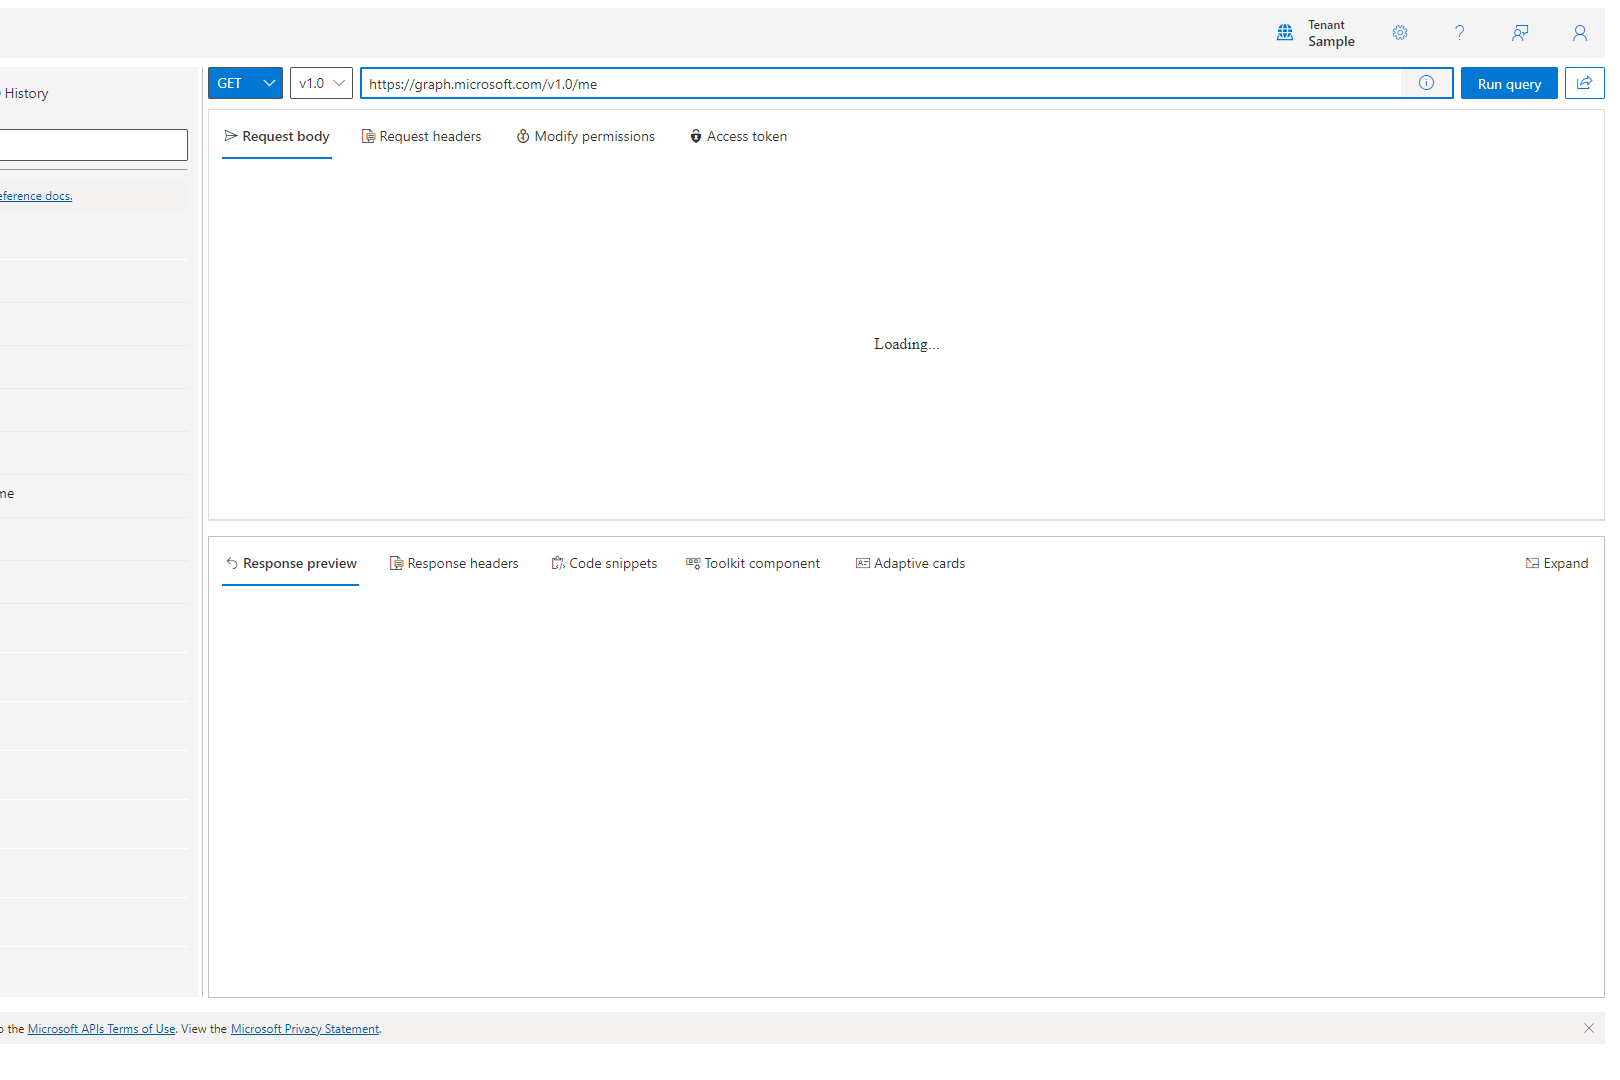 Tenant
Sample
History
GET
v1.0
https://graph.microsoft.com/v1.0/me
Run query
Request body
Request headers
Modify permissions
Access token
eference docs.
Loading...
me
Response preview
Response headers
Code snippets
Toolkit component
Adaptive cards
Expand
o the Microsoft APIs Terms of Use. View the Microsoft Privacy Statement.